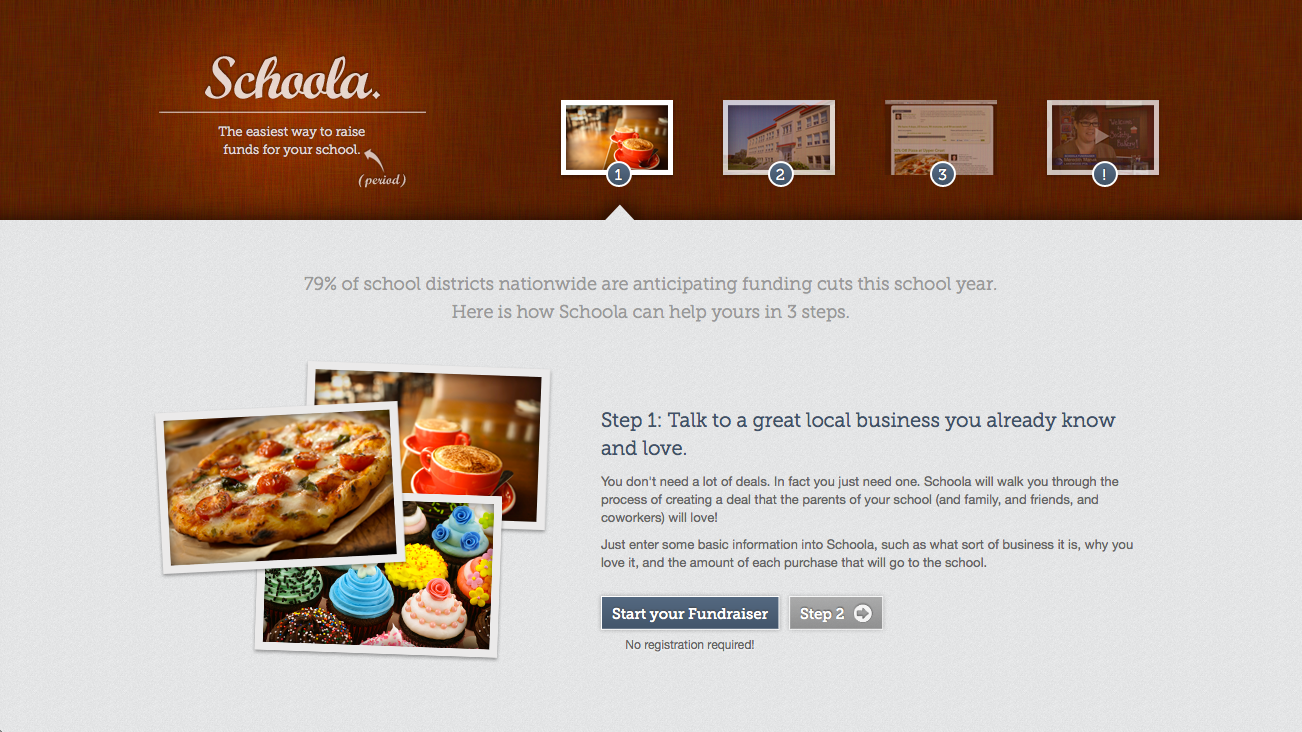 Schoola.
The easiest way to raise
funds for your school.
(period)
1
2
3
!
79% of school districts nationwide are anticipating funding cuts this school year.
Here is how Schoola can help yours in 3 steps.
Step 1: Talk to a great local business you already know
and love.
You don't need a lot of deals. In fact you just need one. Schoola will walk you through the
process of creating a deal that the parents of your school (and family, and friends, and
coworkers) will love!
Just enter some basic information into Schoola, such as what sort of business it is, why you
love it, and the amount of each purchase that will go to the school.
Start your Fundraiser
Step 2
No registration required!